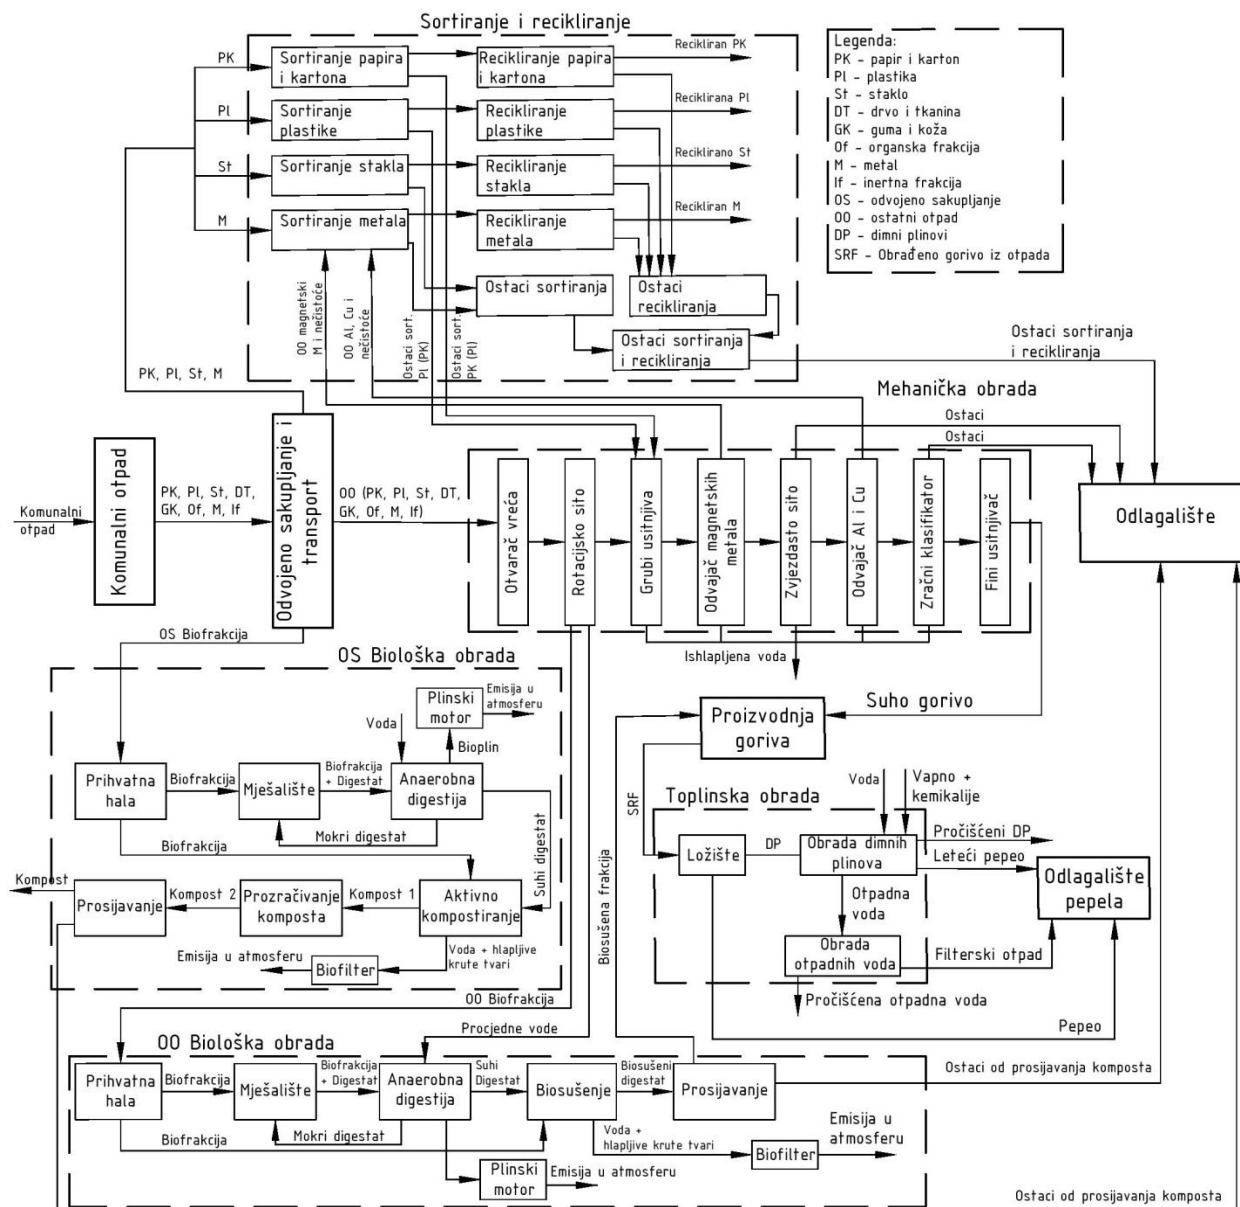 Sortiranje i recikliranje
PK
Sortiranje papira
i kartona
Recikliranje papira
i kartona
Recikliran PK
Pl
Sortiranje
plastike
Recikliranje
plastike
Reciklirana Pl
St
Sortiranje stakla
Recikliranje
stakla
Reciklirano St
M
Sortiranje metala
Recikliranje
metala
Recikliran M
Legenda:
PK - papir i karton
Pl - plastika
St - staklo
DT - drvo i tkanina
GK - guma i koža
Of - organska frakcija
M - metal
If - inertna frakcija
OS - odvojeno sakupljanje
OO - ostatni otpad
DP - dimni plinovi
SRF - Obrađeno gorivo iz otpada
OO magnetski
M i nečistoće
OO Al, Cu i
nečistoće
Ostaci sort.
Pl (PK)
Ostaci sort.
PK (Pl)
Ostaci sortiranja
Ostaci
recikliranja
Ostaci sortiranja
i recikliranja
Ostaci sortiranja
i recikliranja
PK, Pl, St, M
Mehanička obrada
Ostaci
Ostaci
Komunalni
otpad
Komunalni otpad
PK, Pl, St, DT,
GK, Of, M, If
Odvojeno sakupljanje i
transport
OO (PK, Pl, St, DT,
GK, Of, M, If)
Otvarač vreća
Rotacijsko sito
Grubi usitnjiva
Odvajač magnetskih
metala
Zvjezdasto sito
Odvajač Al i Cu
Zračni klasifikator
Fini usitnjivač
Odlagalište
OS Biofrakcija
Ishlapljena voda
OS Biološka obrada
Plinski
motor
Emisija u
atmosferu
Voda
Bioplin
Prihvatna
hala
Biofrakcija
Mješalište
Biofrakcija
+ Digestat
Anaerobna
digestija
Mokri digestat
Biofrakcija
Suhi digestat
Kompost
Prosijavanje
Kompost 2
Prozračivanje
komposta
Kompost 1
Aktivno
kompostiranje
Voda + hlapljive
krute tvari
Emisija u atmosferu
Biofilter
Proizvodnja
goriva
Suho gorivo
SRF
Biosušena frakcija
Toplinska obrada
Voda
Vapno +
kemikalije
Ložište
DP
Obrada dimnih
plinova
Pročišćeni DP
Leteći pepeo
Odlagalište
pepela
Otpadna
voda
Obrada
otpadnih voda
Filterski otpad
Pročišćena otpadna voda
Pepeo
OO Biofrakcija
Procjedne vode
OO Biološka obrada
Prihvatna
hala
Biofrakcija
Mješalište
Biofrakcija
+ Digestat
Anaerobna
digestija
Suhi
Digestat
Biosušenje
Biosušeni
digestat
Prosijavanje
Ostaci od prosijavanja komposta
Biofrakcija
Mokri digestat
Voda +
hlapljive krute tvari
Biofilter
Emisija u
atmosferu
Plinski
motor
Emisija u atmosferu
Ostaci od prosijavanja komposta